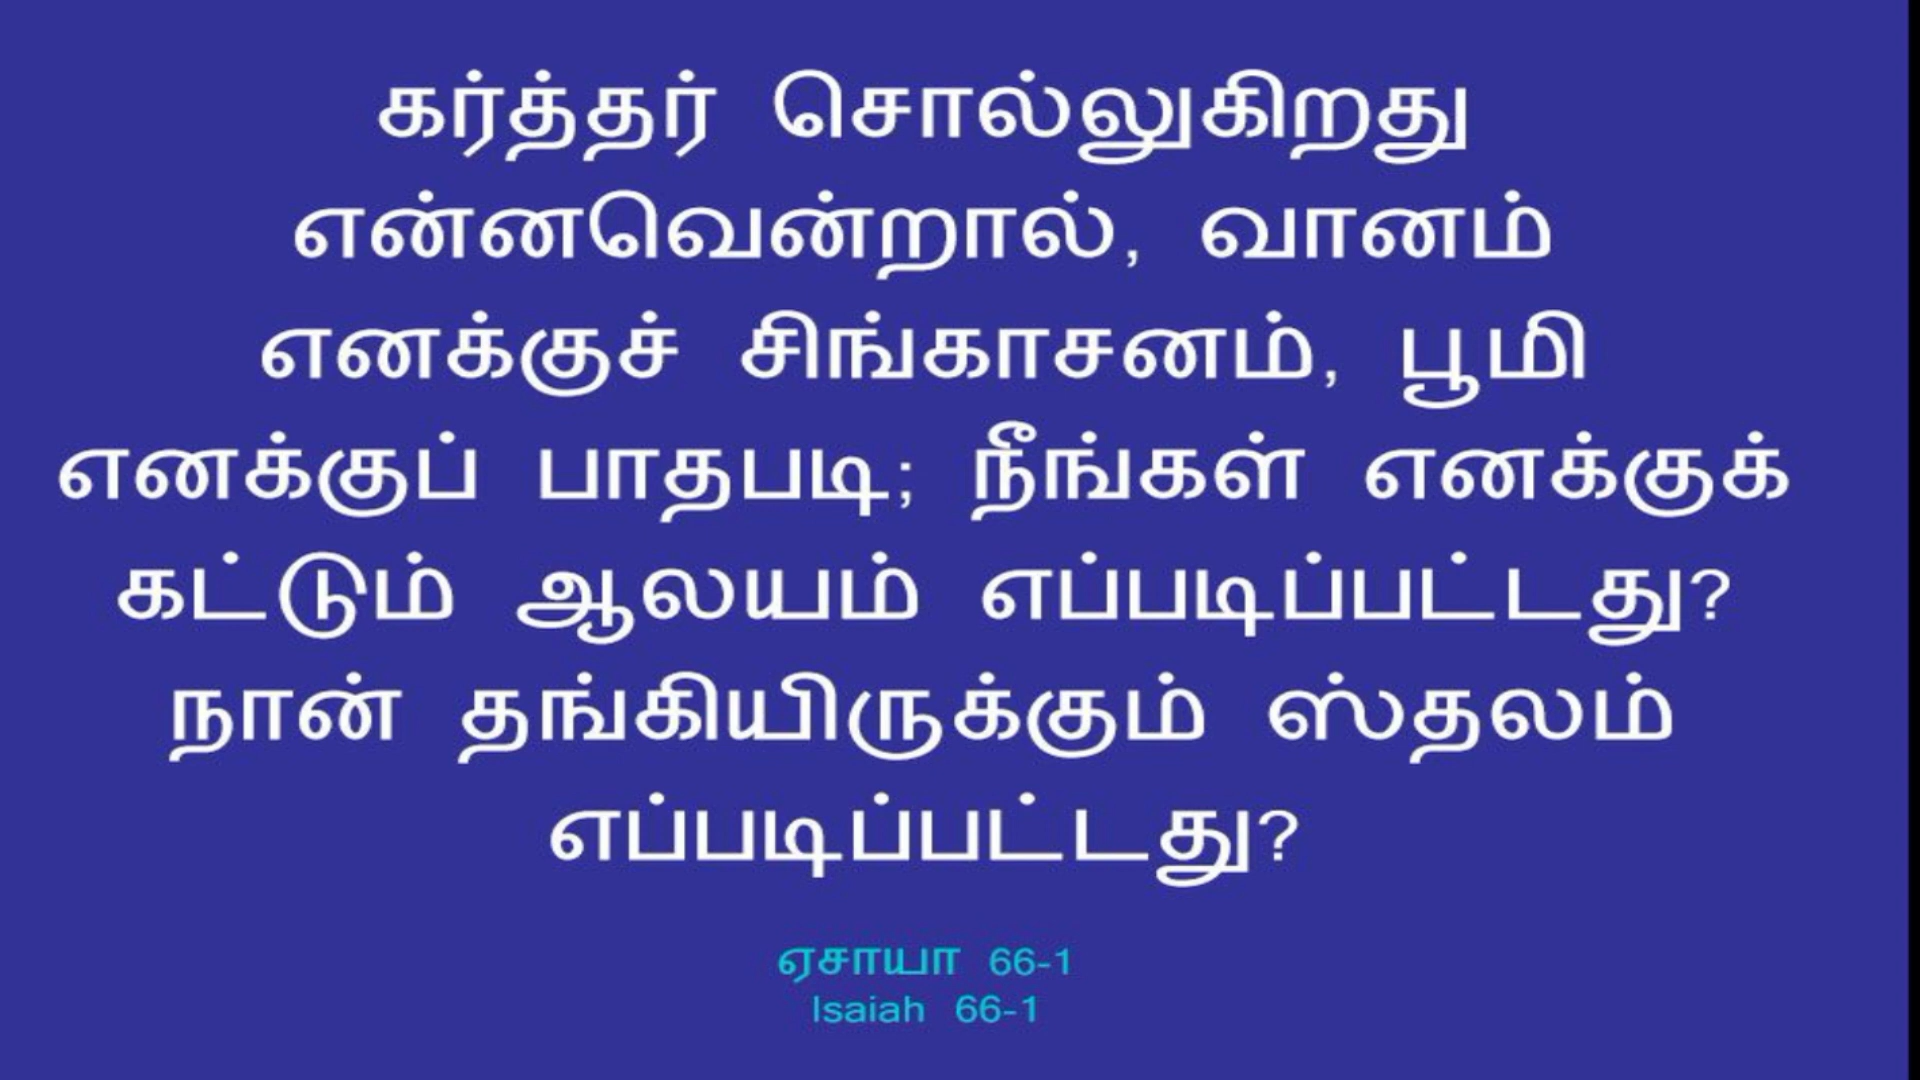 கர்த்தர் சொல்லுகிறது
என்னவென்றால், வானம்
எனக்குச் சிங்காசனம், பூமி
எனக்குப் பாதபடி; நீங்கள் எனக்குக்
கட்டும் ஆலயம் எப்படிப்பட்டது?
நான் தங்கியிருக்கும் ஸ்தலம்
எப்படிப்பட்டது?
ஏசாயா 66-1
Isaiah 66-1